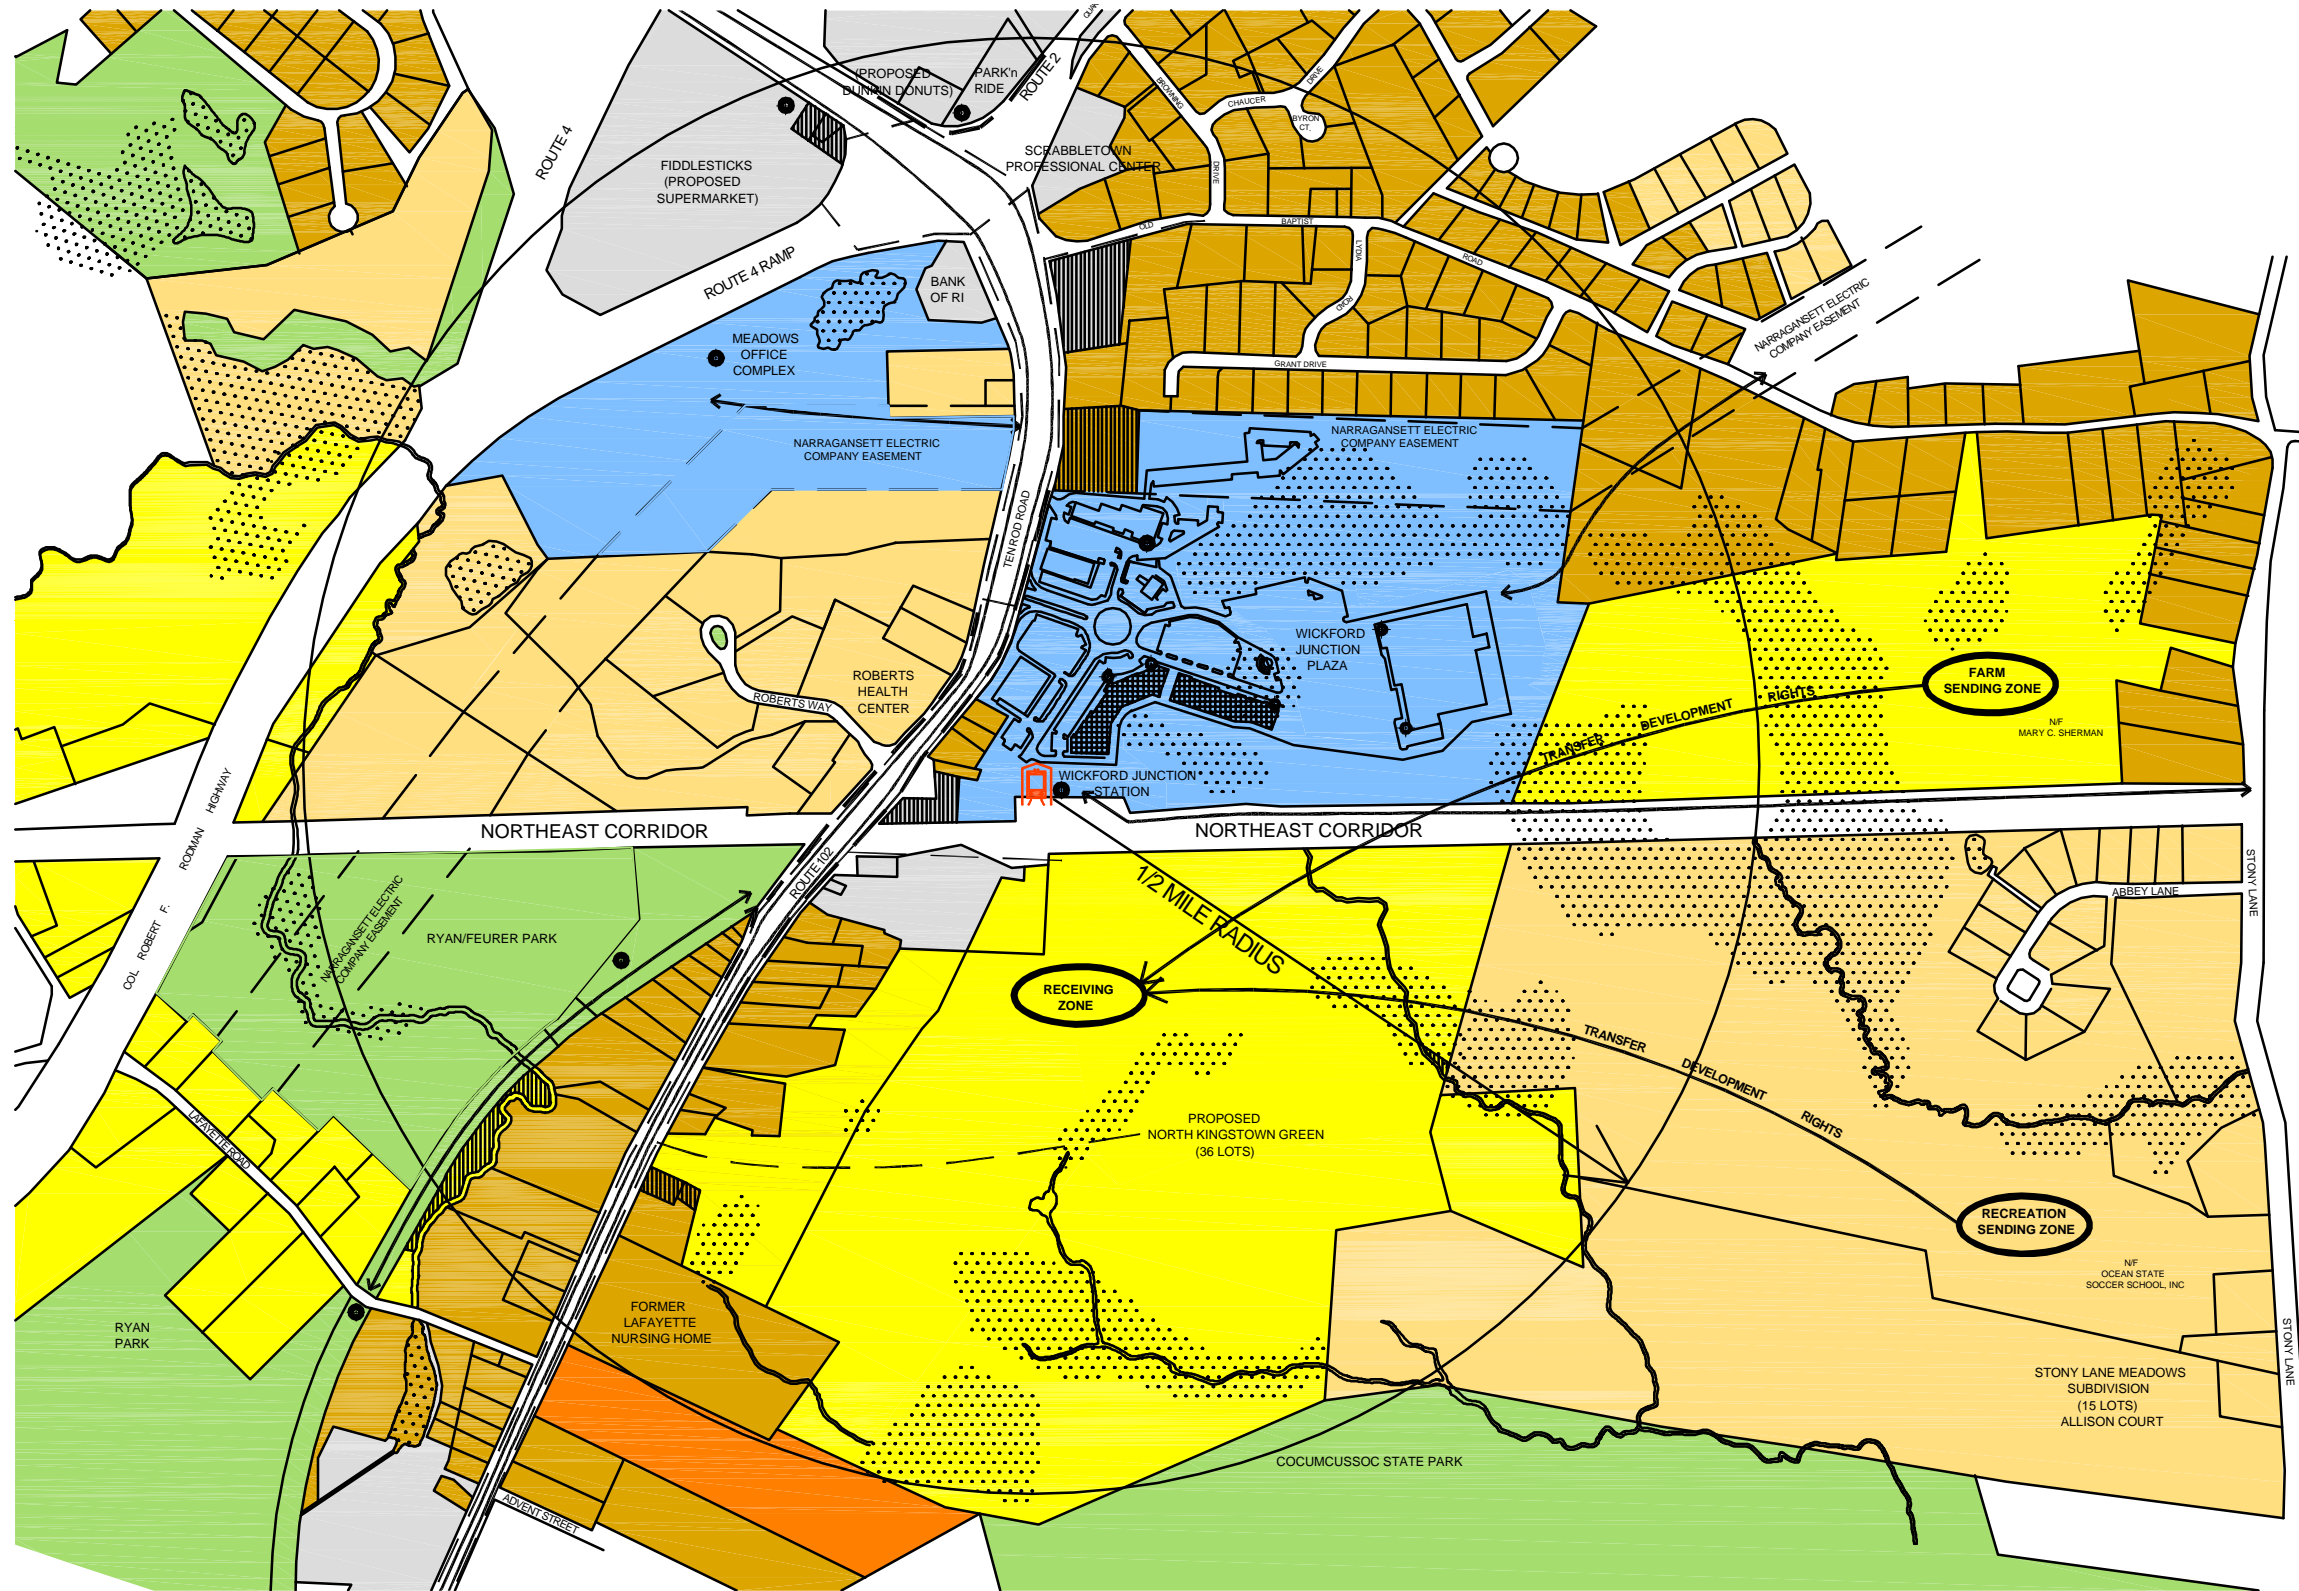 QUAK
ROUTE 2
(PROPOSED
DUNKIN DONUTS)
PARK'n
RIDE
BROWNING
DRIVE
CHAUCER
DRIVE
BYRON
CT.
ROUTE 4
FIDDLESTICKS
(PROPOSED
SUPERMARKET)
SCRABBLETOWN
PROFESSIONAL CENTER
OLD
BAPTIST
ROAD
LYDIA
ROAD
ROUTE 4 RAMP
BANK
OF RI
NARRAGANSETT ELECTRIC
COMPANY EASEMENT
MEADOWS
OFFICE
COMPLEX
GRANT DRIVE
NARRAGANSETT ELECTRIC
COMPANY EASEMENT
NARRAGANSETT ELECTRIC
COMPANY EASEMENT
TEN ROD ROAD
WICKFORD
JUNCTION
PLAZA
ROBERTS
HEALTH
CENTER
ROBERTS WAY
FARM
SENDING ZONE
N/F
MARY C. SHERMAN
TRANSFER
DEVELOPMENT
RIGHTS
WICKFORD JUNCTION
STATION
COL
ROBERT
F.
RODMAN
HIGHWAY
NORTHEAST CORRIDOR
NORTHEAST CORRIDOR
ROUTE 102
1/2 MILE RADIUS
STONY LANE
ABBEY LANE
NARRAGANSETT ELECTRIC
COMPANY EASEMENT
RYAN/FEURER PARK
RECEIVING
ZONE
TRANSFER
DEVELOPMENT
RIGHTS
LAFAYETTE ROAD
PROPOSED
NORTH KINGSTOWN GREEN
(36 LOTS)
RECREATION
SENDING ZONE
N/F
OCEAN STATE
SOCCER SCHOOL, INC
RYAN
PARK
FORMER
LAFAYETTE
NURSING HOME
STONY LANE
STONY LANE MEADOWS
SUBDIVISION
(15 LOTS)
ALLISON COURT
COCUMCUSSOC STATE PARK
ADVENT STREET